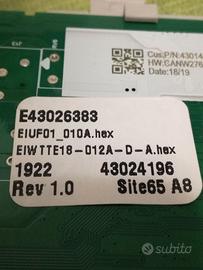 Cus:P/N:43014
HW:CANW276
Date:18/19
E43026383
EIUF01_010A.hex
EIWTTE18-012A-D-A.hex
1922 43024196
Rev 1.0 Site65 A8
subito